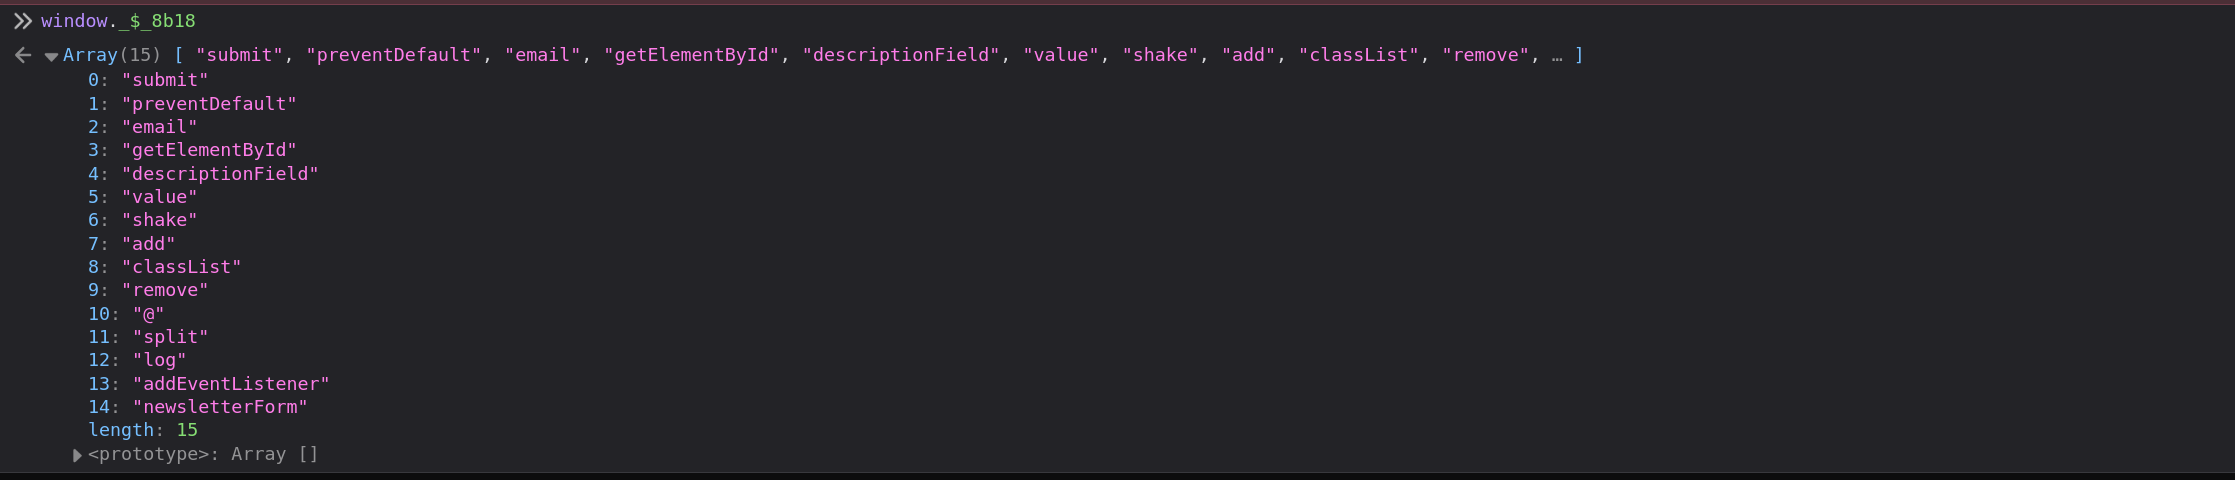 window._$_8b18
Array(15) [ "submit", "preventDefault", "email", "getElementById", "descriptionField", "value", "shake", "add", "classList", "remove", … ]
0: "submit"
1: "preventDefault"
2: "email"
3: "getElementById"
4: "descriptionField"
5: "value"
6: "shake"
7: "add"
8: "classList"
9: "remove"
10: "@"
11: "split"
12: "log"
13: "addEventListener"
14: "newsletterForm"
length: 15
<prototype>: Array []